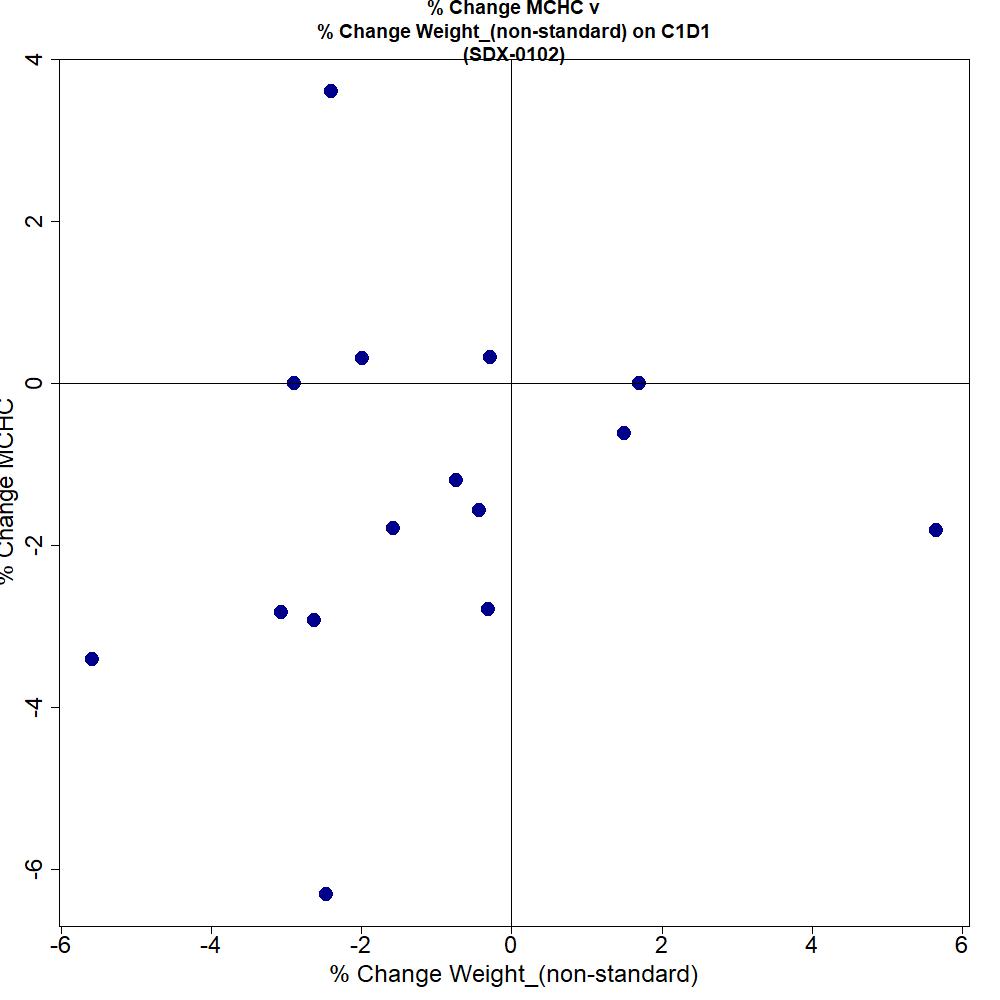 % Change MCHC v
% Change Weight_(non-standard) on C1D1
(SDX-0102)
4
2
0
-2
-4
-6
% Change MCHC
-6 -4 -2 0 2 4 6
% Change Weight_(non-standard)